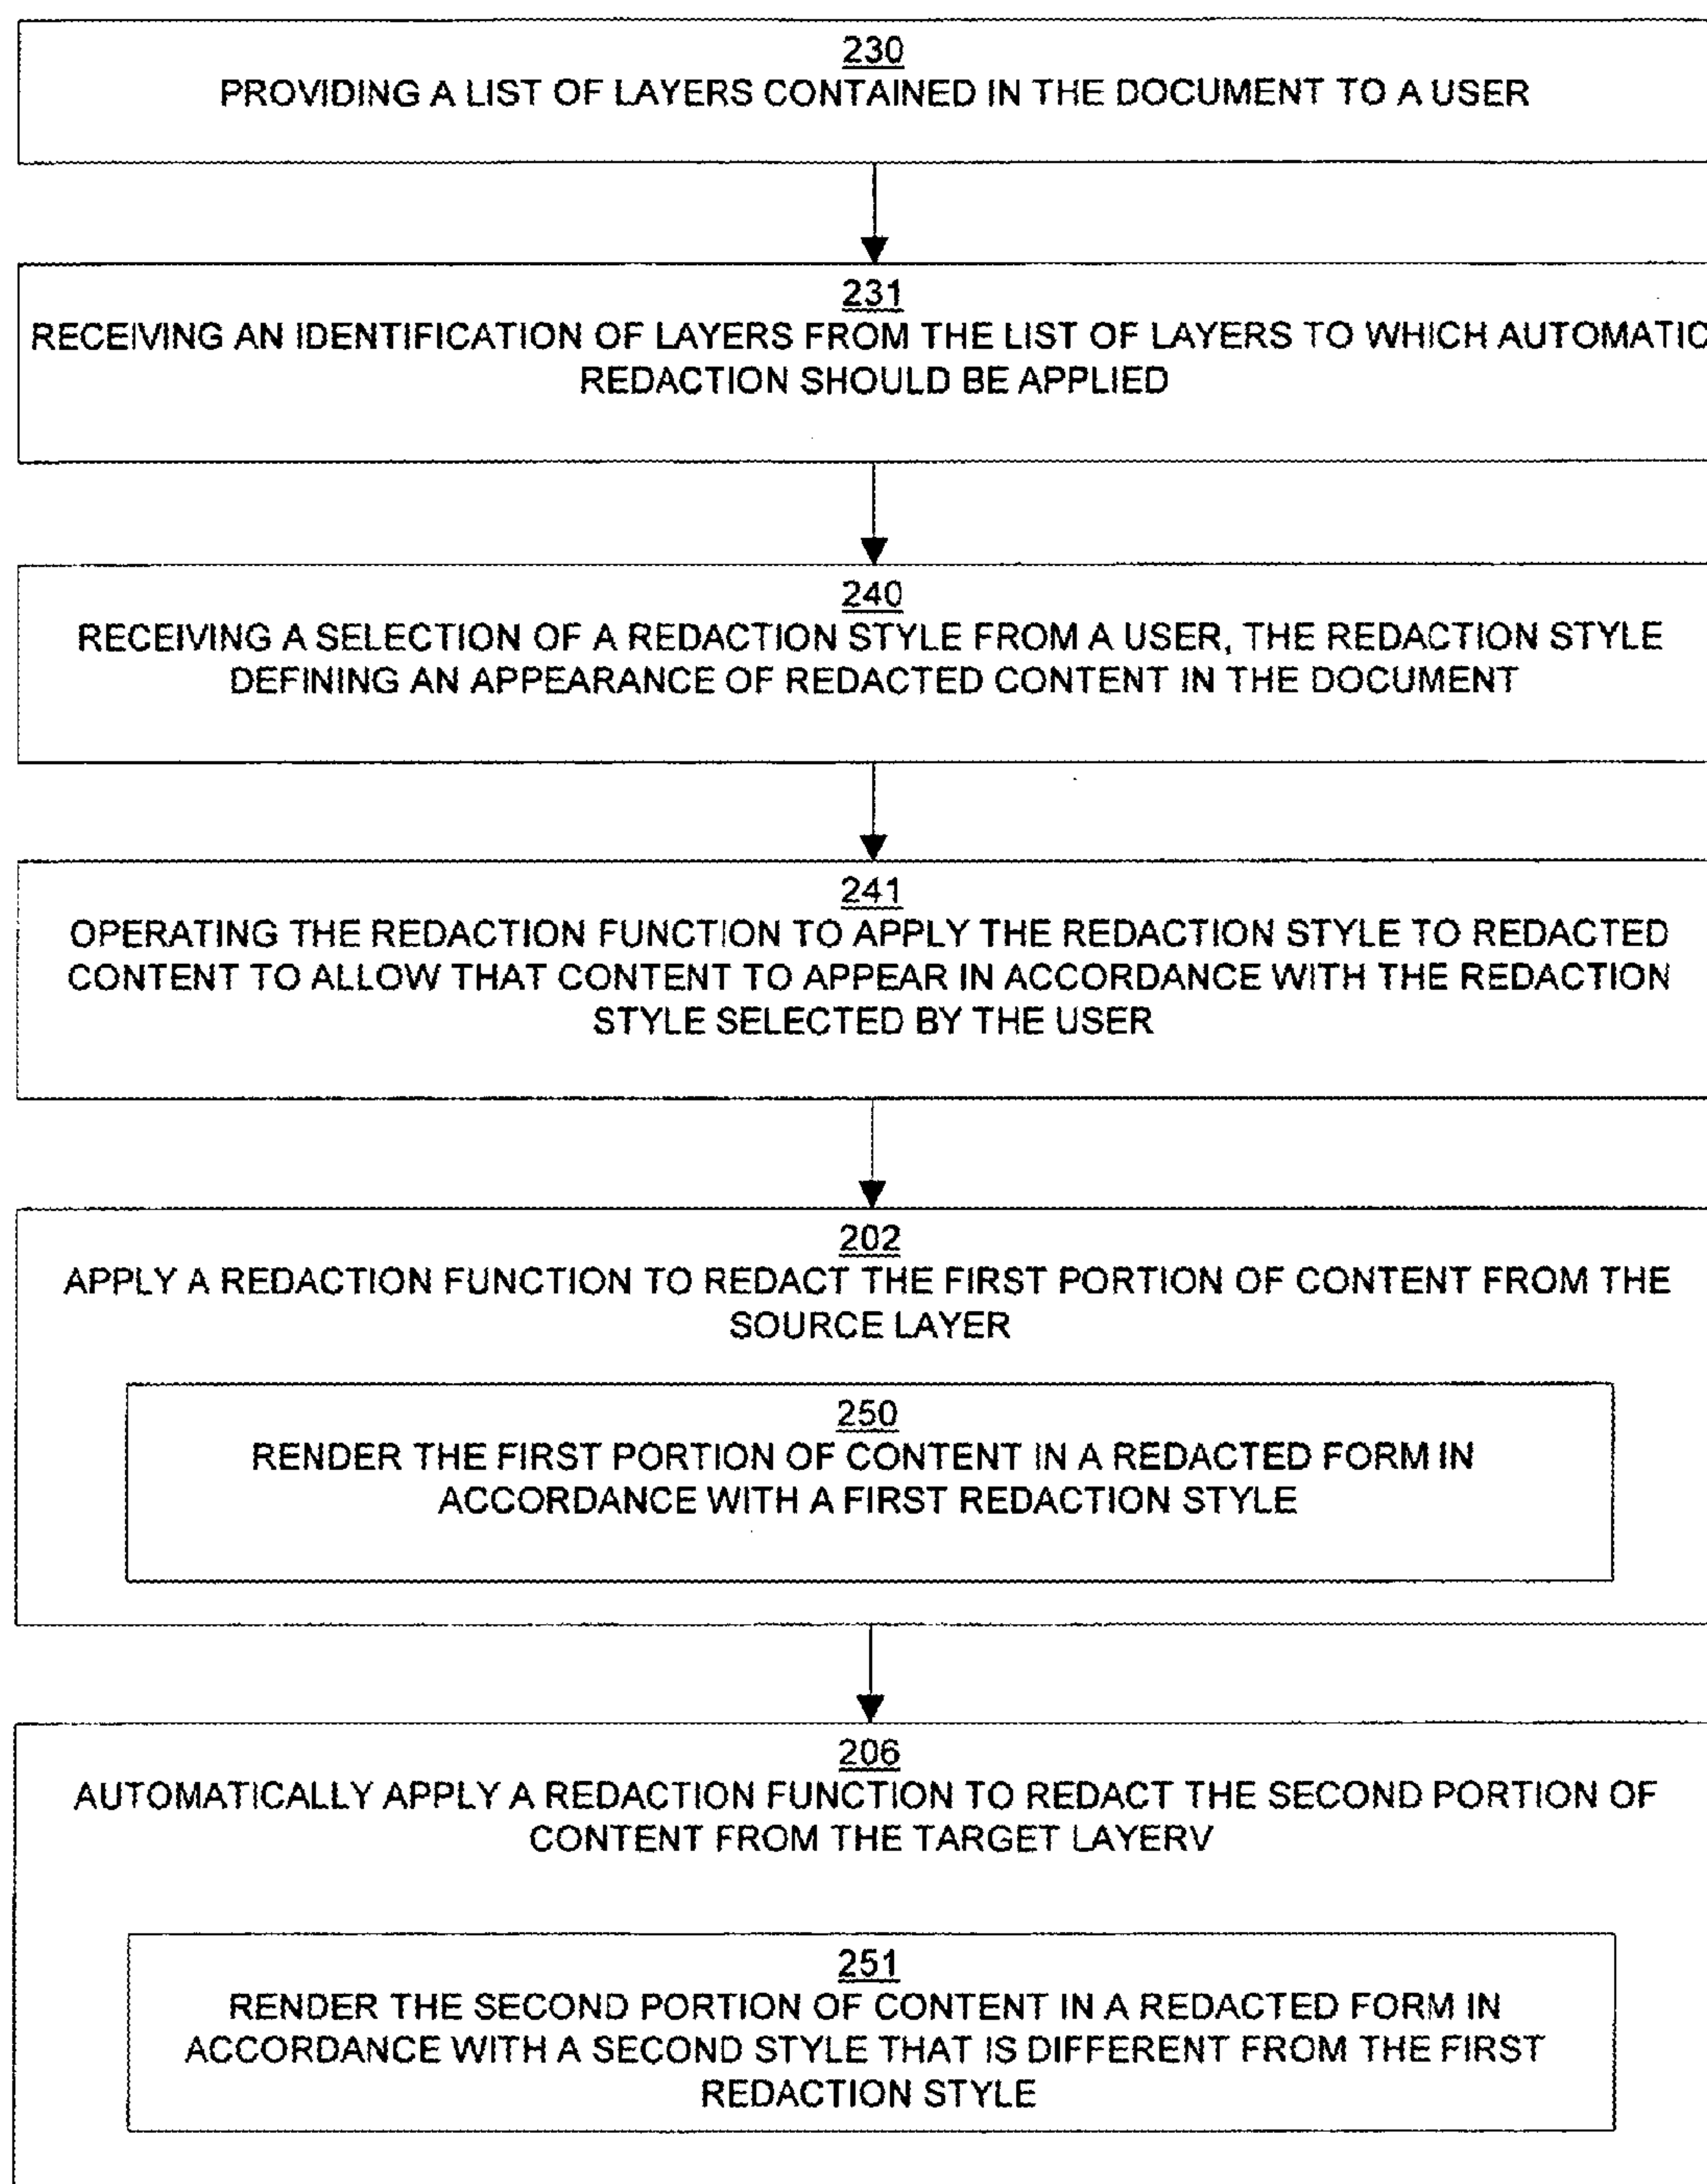 230
PROVIDING A LIST OF LAYERS CONTAINED IN THE DOCUMENT TO A USER
231
RECEIVING AN IDENTIFICATION OF LAYERS FROM THE LIST OF LAYERS TO WHICH AUTOMATIC
REDACTION SHOULD BE APPLIED
240
RECEIVING A SELECTION OF A REDACTION STYLE FROM A USER, THE REDACTION STYLE
DEFINING AN APPEARANCE OF REDACTED CONTENT IN THE DOCUMENT
241
OPERATING THE REDACTION FUNCTION TO APPLY THE REDACTION STYLE TO REDACTED
CONTENT TO ALLOW THAT CONTENT TO APPEAR IN ACCORDANCE WITH THE REDACTION
STYLE SELECTED BY THE USER
202
APPLY A REDACTION FUNCTION TO REDACT THE FIRST PORTION OF CONTENT FROM THE
SOURCE LAYER
250
RENDER THE FIRST PORTION OF CONTENT IN A REDACTED FORM IN
ACCORDANCE WITH A FIRST REDACTION STYLE
206
AUTOMATICALLY APPLY A REDACTION FUNCTION TO REDACT THE SECOND PORTION OF
CONTENT FROM THE TARGET LAYERV
251
RENDER THE SECOND PORTION OF CONTENT IN A REDACTED FORM IN
ACCORDANCE WITH A SECOND STYLE THAT IS DIFFERENT FROM THE FIRST
REDACTION STYLE